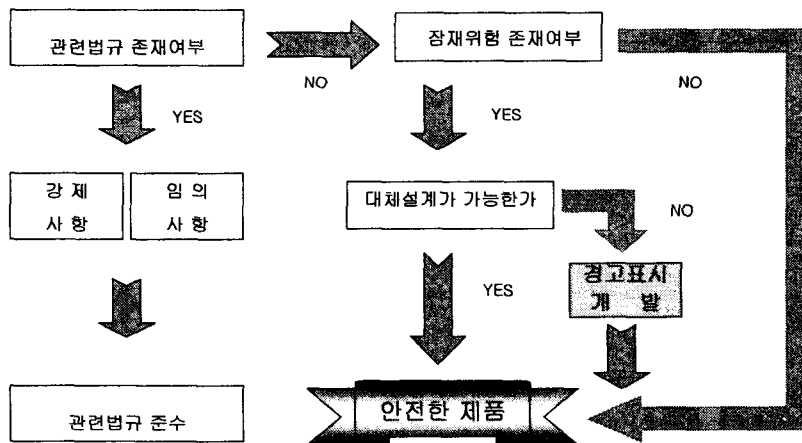 관련법규 존재여부
잠재위험 존재여부
NO
NO
YES
YES
강 제
사 항
임 의
사 항
대체설계가 가능한가
NO
경고표시
개 발
YES
관련법규 준수
안전한 제품